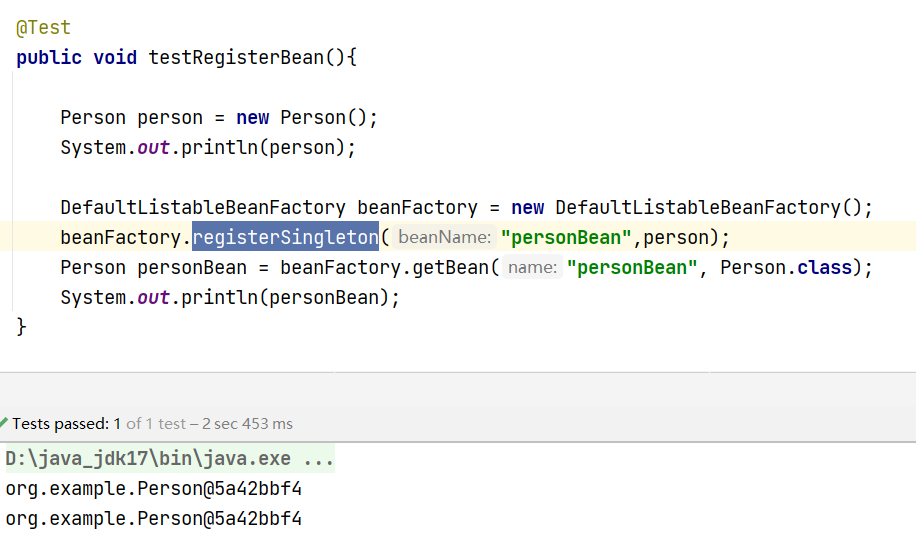 @Test
public void testRegisterBean(){
Person person = new Person();
System.out.println(person);
DefaultListableBeanFactory beanFactory = new DefaultListableBeanFactory();
beanFactory.registerSingleton( beanName: "personBean",person);
Person personBean = beanFactory.getBean( name: "personBean", Person.class);
System.out.println(personBean);
}
Tests passed: 1 of 1 test – 2 sec 453 ms
D:\java_jdk17\bin\java.exe ...
org.example.Person@5a42bbf4
org.example.Person@5a42bbf4